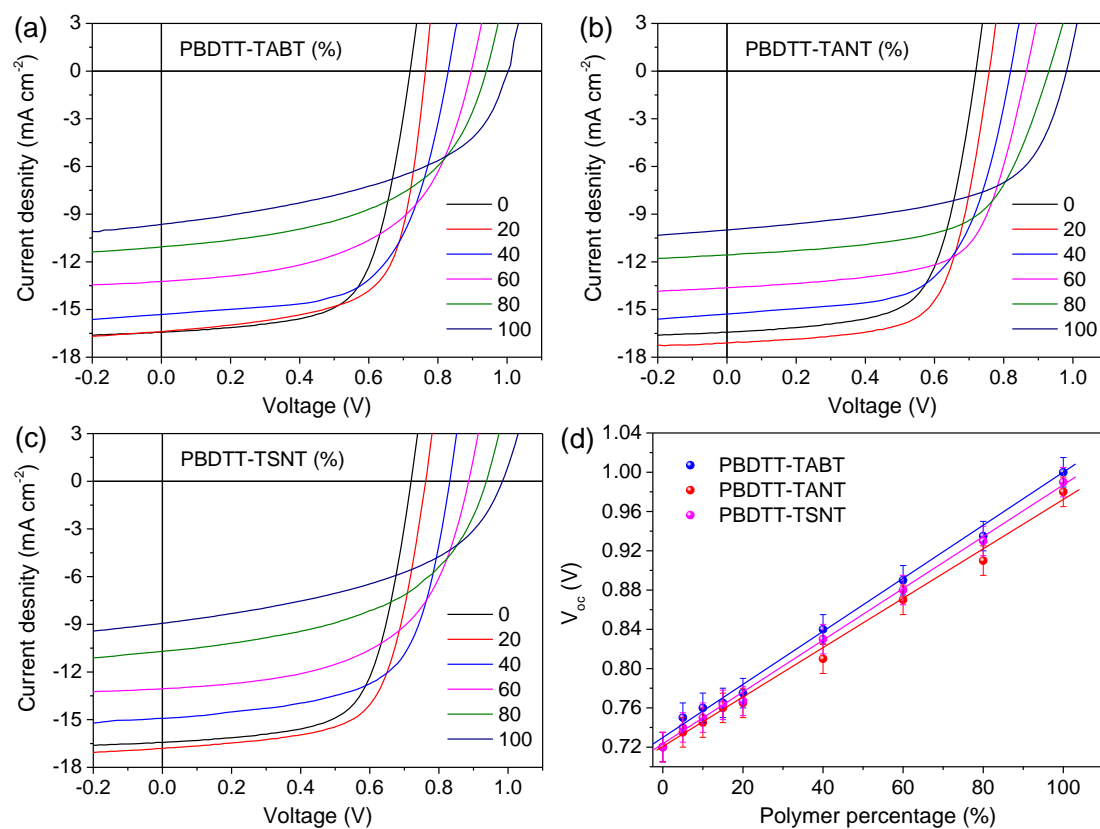 (a)
PBDTT-TABT (%)
Current desnity (mA cm-2)
3
0
-3
-6
-9
-12
-15
-18
0
20
40
60
80
100
-0.2 0.0 0.2 0.4 0.6 0.8 1.0
Voltage (V)
(b)
PBDTT-TANT (%)
Current desnity (mA cm-2)
3
0
-3
-6
-9
-12
-15
-18
0
20
40
60
80
100
-0.2 0.0 0.2 0.4 0.6 0.8 1.0
Voltage (V)
(c)
PBDTT-TSNT (%)
Current desnity (mA cm-2)
3
0
-3
-6
-9
-12
-15
-18
0
20
40
60
80
100
-0.2 0.0 0.2 0.4 0.6 0.8 1.0
Voltage (V)
(d)
PBDTT-TABT
PBDTT-TANT
PBDTT-TSNT
Voc (V)
1.04
1.00
0.96
0.92
0.88
0.84
0.80
0.76
0.72
0 20 40 60 80 100
Polymer percentage (%)